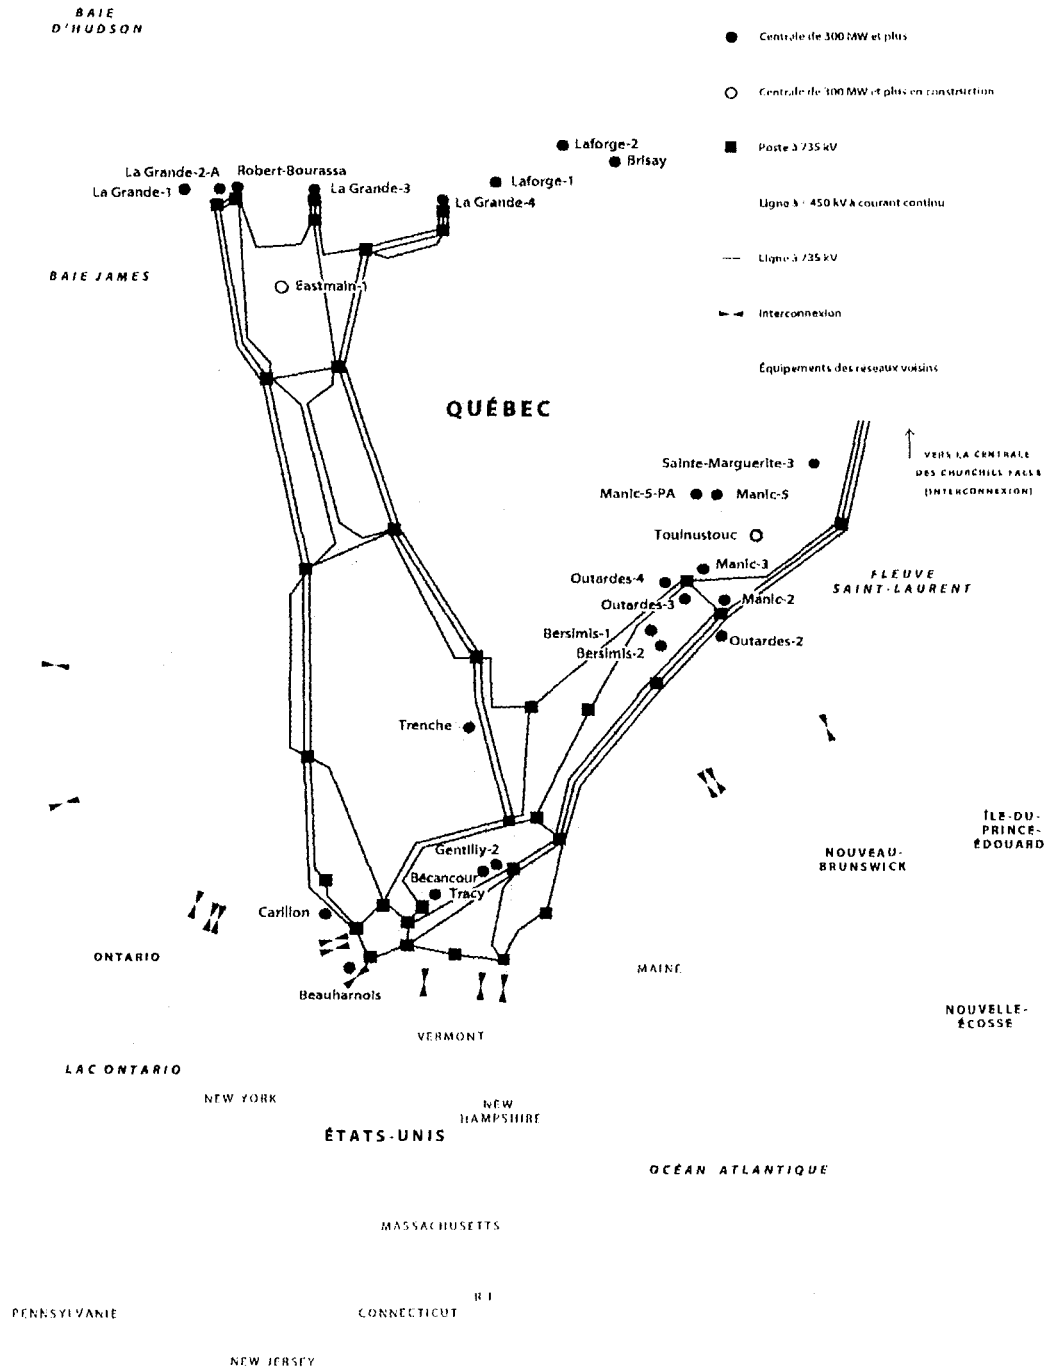 BAIE
D'HUDSON
Centrale de 300 MW et plus
Centrale de 300 MW et plus en construction
Poste à 735 kV
Ligne à ± 450 kV à courant continu
Ligne à 735 kV
Interconnexion
Équipements des réseaux voisins
Laforge-2
Brisay
La Grande-2-A
Robert-Bourassa
La Grande-1
La Grande-3
Laforge-1
La Grande-4
BAIE JAMES
Eastmain-1
QUÉBEC
VERS LA CENTRALE
DES CHURCHILL FALLS
(INTERCONNEXION)
Sainte-Marguerite-3
Manic-5-PA
Manic-5
Toulnustouc
Manic-3
FLEUVE
SAINT-LAURENT
Outardes-4
Outardes-3
Manic-2
Bersimis-1
Outardes-2
Bersimis-2
Trenche
ÎLE-DU-
PRINCE-
ÉDOUARD
NOUVEAU-
BRUNSWICK
Gentilly-2
Bécancour
Tracy
Carillon
ONTARIO
MAINE
Beauharnois
NOUVELLE-
ÉCOSSE
VERMONT
LAC ONTARIO
NEW YORK
NEW
HAMPSHIRE
ÉTATS-UNIS
OCÉAN ATLANTIQUE
MASSACHUSETTS
R I
PENNSYLVANIE
CONNECTICUT
NEW JERSEY